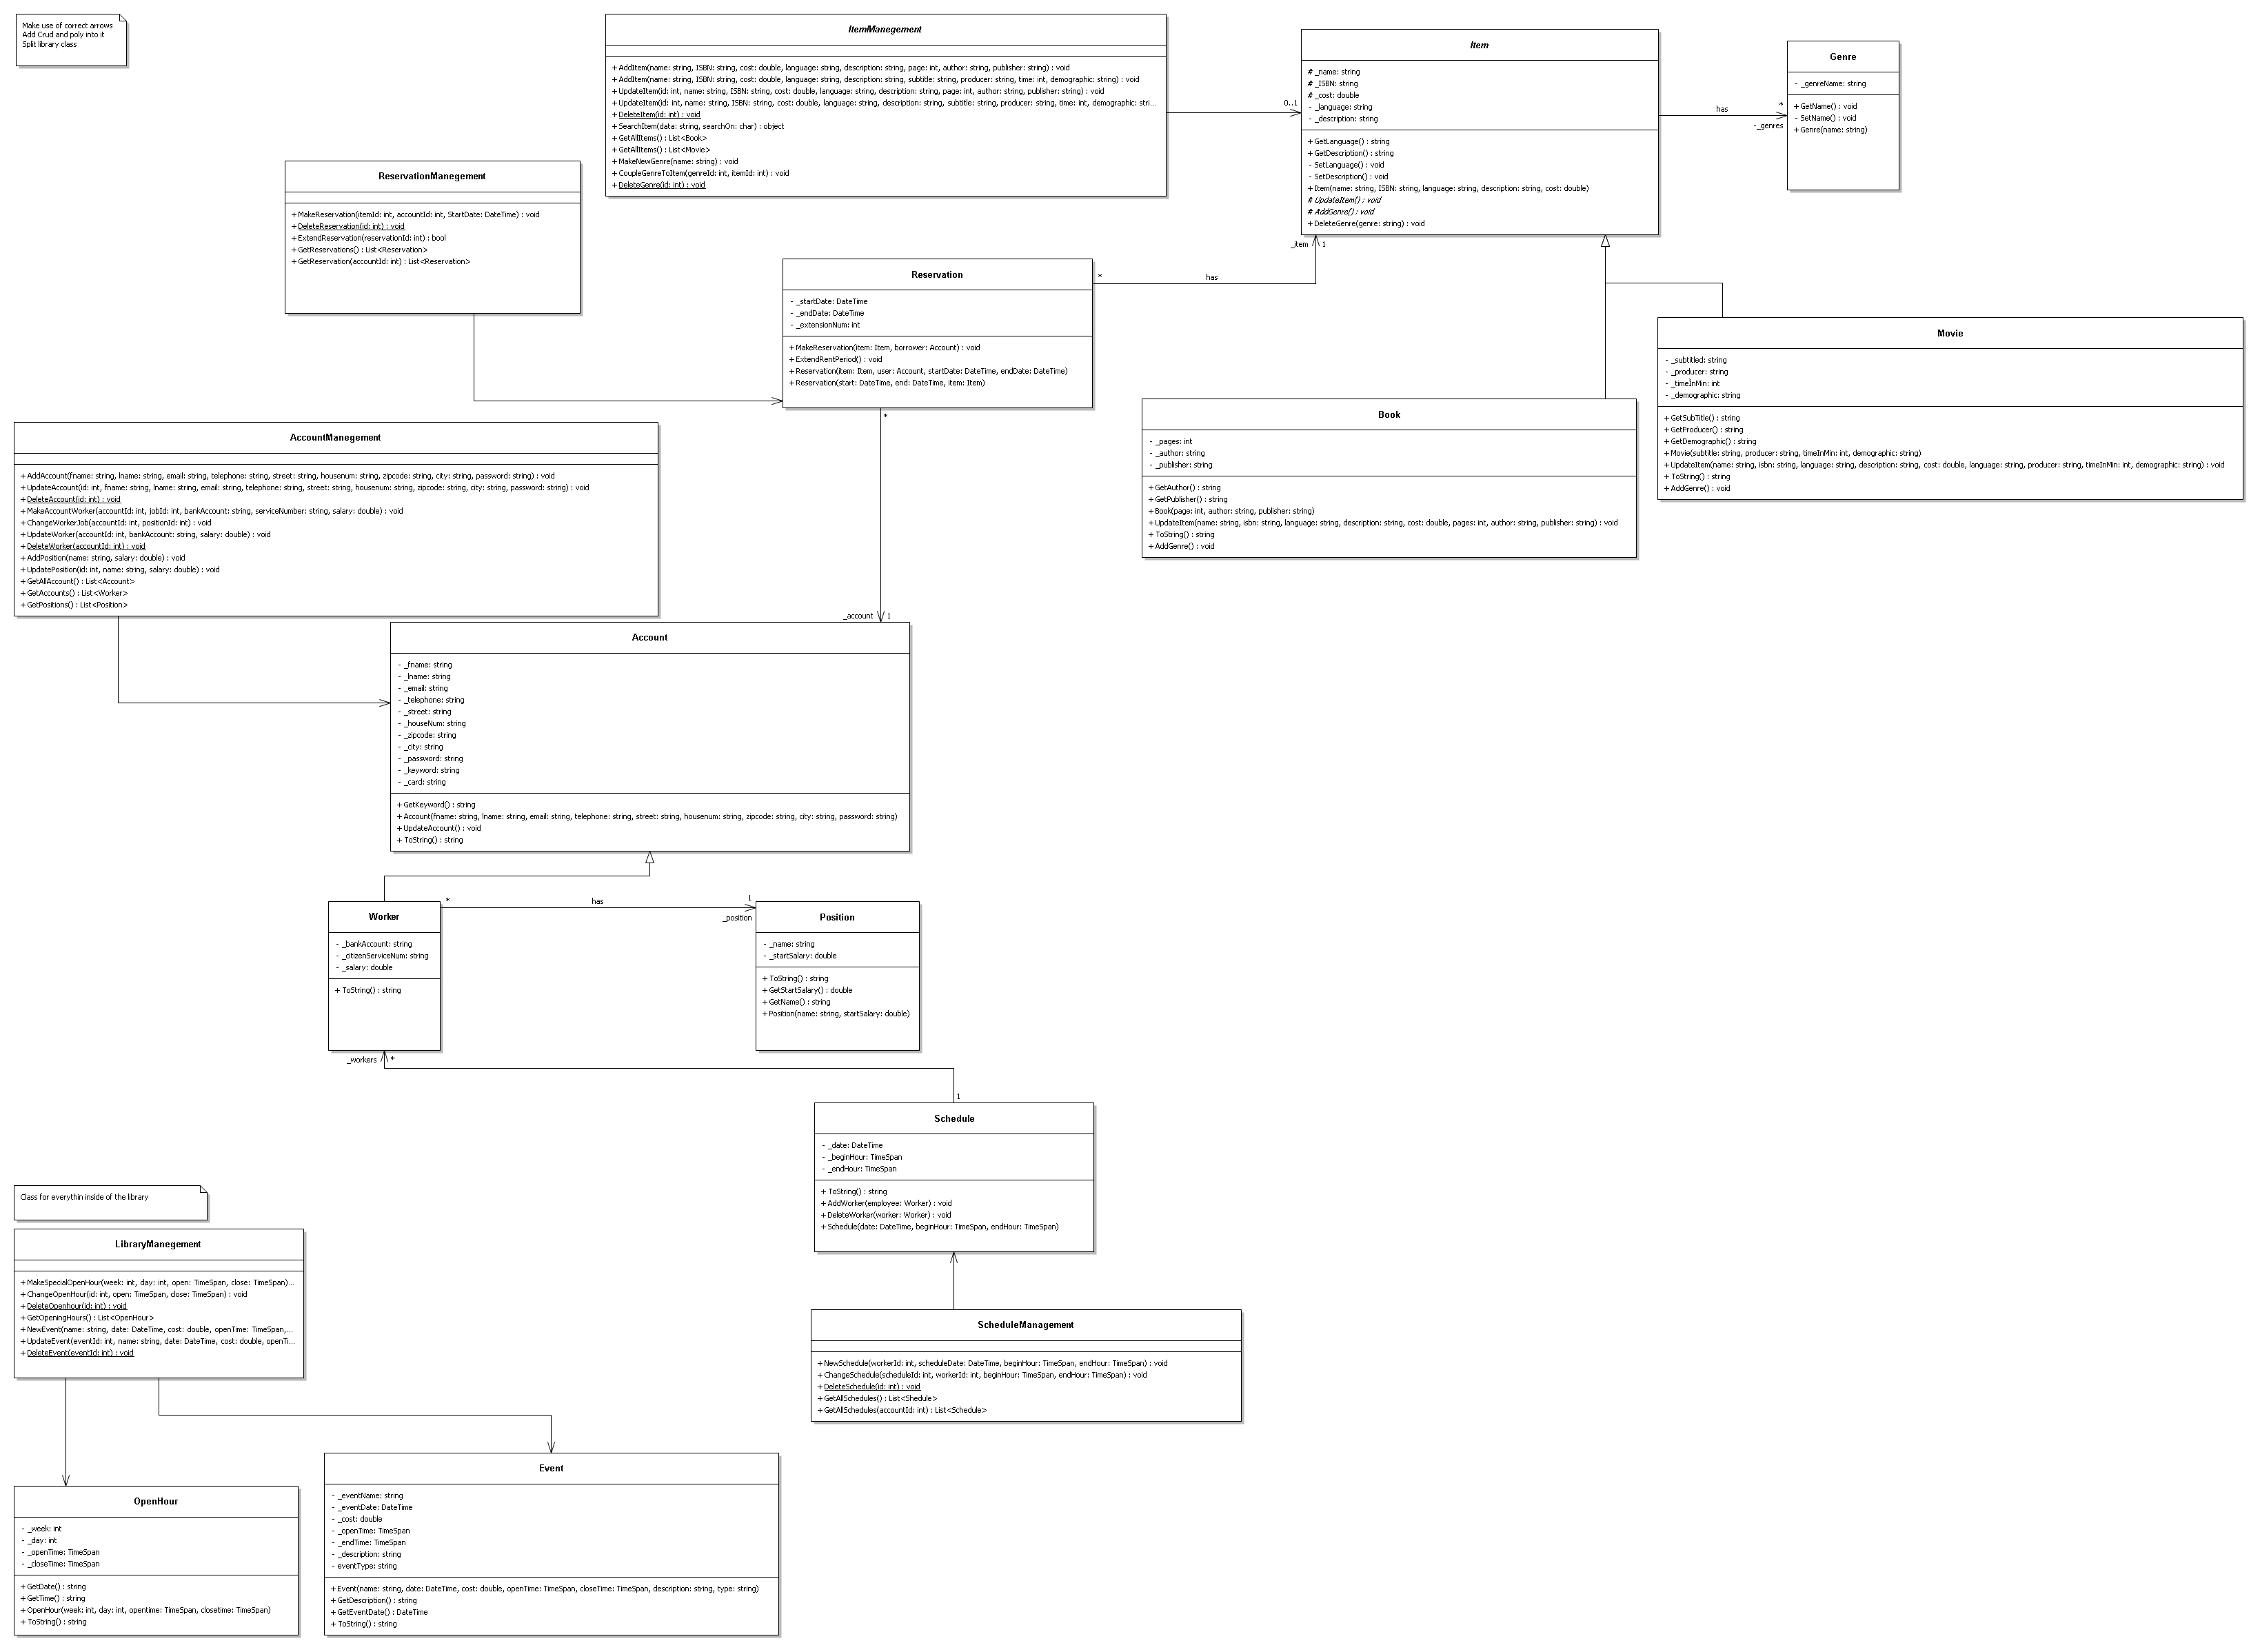 Make use of correct arrows
Add Crud and poly into it
Split library class
ItemManegement
+ AddItem(name: string, ISBN: string, cost: double, language: string, description: string, page: int, author: string, publisher: string) : void
+ AddItem(name: string, ISBN: string, cost: double, language: string, description: string, subtitle: string, producer: string, time: int, demographic: string) : void
+ UpdateItem(id: int, name: string, ISBN: string, cost: double, language: string, description: string, page: int, author: string, publisher: string) : void
+ UpdateItem(id: int, name: string, ISBN: string, cost: double, language: string, description: string, subtitle: string, producer: string, time: int, demographic: stri...
+ DeleteItem(id: int) : void
+ SearchItem(data: string, searchOn: char) : object
+ GetAllItems() : List<Book>
+ GetAllItems() : List<Movie>
+ MakeNewGenre(name: string) : void
+ CoupleGenreToItem(genreId: int, itemId: int) : void
+ DeleteGenre(id: int) : void
0..1
Item
# _name: string
# _ISBN: string
# _cost: double
- _language: string
- _description: string
+ GetLanguage() : string
+ GetDescription() : string
- SetLanguage() : void
- SetDescription() : void
+ Item(name: string, ISBN: string, language: string, description: string, cost: double)
# UpdateItem() : void
# AddGenre() : void
+ DeleteGenre(genre: string) : void
has
*
-_genres
Genre
- _genreName: string
+ GetName() : void
- SetName() : void
+ Genre(name: string)
ReservationManegement
+ MakeReservation(itemId: int, accountId: int, StartDate: DateTime) : void
+ DeleteReservation(id: int) : void
+ ExtendReservation(reservationId: int) : bool
+ GetReservations() : List<Reservation>
+ GetReservation(accountId: int) : List<Reservation>
_item
1
*
has
Reservation
- _startDate: DateTime
- _endDate: DateTime
- _extensionNum: int
+ MakeReservation(item: Item, borrower: Account) : void
+ ExtendRentPeriod() : void
+ Reservation(item: Item, user: Account, startDate: DateTime, endDate: DateTime)
+ Reservation(start: DateTime, end: DateTime, item: Item)
*
Movie
- _subtitled: string
- _producer: string
- _timeInMin: int
- _demographic: string
+ GetSubTitle() : string
+ GetProducer() : string
+ GetDemographic() : string
+ Movie(subtitle: string, producer: string, timeInMin: int, demographic: string)
+ UpdateItem(name: string, isbn: string, language: string, description: string, cost: double, language: string, producer: string, timeInMin: int, demographic: string) : void
+ ToString() : string
+ AddGenre() : void
Book
- _pages: int
- _author: string
- _publisher: string
+ GetAuthor() : string
+ GetPublisher() : string
+ Book(page: int, author: string, publisher: string)
+ UpdateItem(name: string, isbn: string, language: string, description: string, cost: double, pages: int, author: string, publisher: string) : void
+ ToString() : string
+ AddGenre() : void
AccountManegement
+ AddAccount(fname: string, lname: string, email: string, telephone: string, street: string, housenum: string, zipcode: string, city: string, password: string) : void
+ UpdateAccount(id: int, fname: string, lname: string, email: string, telephone: string, street: string, housenum: string, zipcode: string, city: string, password: string) : void
+ DeleteAccount(id: int) : void
+ MakeAccountWorker(accountId: int, jobId: int, bankAccount: string, serviceNumber: string, salary: double) : void
+ ChangeWorkerJob(accountId: int, positionId: int) : void
+ UpdateWorker(accountId: int, bankAccount: string, salary: double) : void
+ DeleteWorker(accountId: int) : void
+ AddPosition(name: string, salary: double) : void
+ UpdatePosition(id: int, name: string, salary: double) : void
+ GetAllAccount() : List<Account>
+ GetAccounts() : List<Worker>
+ GetPositions() : List<Position>
_account
1
Account
- _fname: string
- _lname: string
- _email: string
- _telephone: string
- _street: string
- _houseNum: string
- _zipcode: string
- _city: string
- _password: string
- _keyword: string
- _card: string
+ GetKeyword() : string
+ Account(fname: string, lname: string, email: string, telephone: string, street: string, housenum: string, zipcode: string, city: string, password: string)
+ UpdateAccount() : void
+ ToString() : string
Worker
- _bankAccount: string
- _citizenServiceNum: string
- _salary: double
+ ToString() : string
*
has
1
_position
Position
- _name: string
- _startSalary: double
+ ToString() : string
+ GetStartSalary() : double
+ GetName() : string
+ Position(name: string, startSalary: double)
_workers
*
1
Schedule
- _date: DateTime
- _beginHour: TimeSpan
- _endHour: TimeSpan
+ ToString() : string
+ AddWorker(employee: Worker) : void
+ DeleteWorker(worker: Worker) : void
+ Schedule(date: DateTime, beginHour: TimeSpan, endHour: TimeSpan)
Class for everythin inside of the library
LibraryManegement
+ MakeSpecialOpenHour(week: int, day: int, open: TimeSpan, close: TimeSpan)...
+ ChangeOpenHour(id: int, open: TimeSpan, close: TimeSpan) : void
+ DeleteOpenhour(id: int) : void
+ GetOpeningHours() : List<OpenHour>
+ NewEvent(name: string, date: DateTime, cost: double, openTime: TimeSpan,...
+ UpdateEvent(eventId: int, name: string, date: DateTime, cost: double, openTi...
+ DeleteEvent(eventId: int) : void
ScheduleManagement
+ NewSchedule(workerId: int, scheduleDate: DateTime, beginHour: TimeSpan, endHour: TimeSpan) : void
+ ChangeSchedule(scheduleId: int, workerId: int, beginHour: TimeSpan, endHour: TimeSpan) : void
+ DeleteSchedule(id: int) : void
+ GetAllSchedules() : List<Shedule>
+ GetAllSchedules(accountId: int) : List<Schedule>
OpenHour
- _week: int
- _day: int
- _openTime: TimeSpan
- _closeTime: TimeSpan
+ GetDate() : string
+ GetTime() : string
+ OpenHour(week: int, day: int, opentime: TimeSpan, closetime: TimeSpan)
+ ToString() : string
Event
- _eventName: string
- _eventDate: DateTime
- _cost: double
- _openTime: TimeSpan
- _endTime: TimeSpan
- _description: string
- eventType: string
+ Event(name: string, date: DateTime, cost: double, openTime: TimeSpan, closeTime: TimeSpan, description: string, type: string)
+ GetDescription() : string
+ GetEventDate() : DateTime
+ ToString() : string